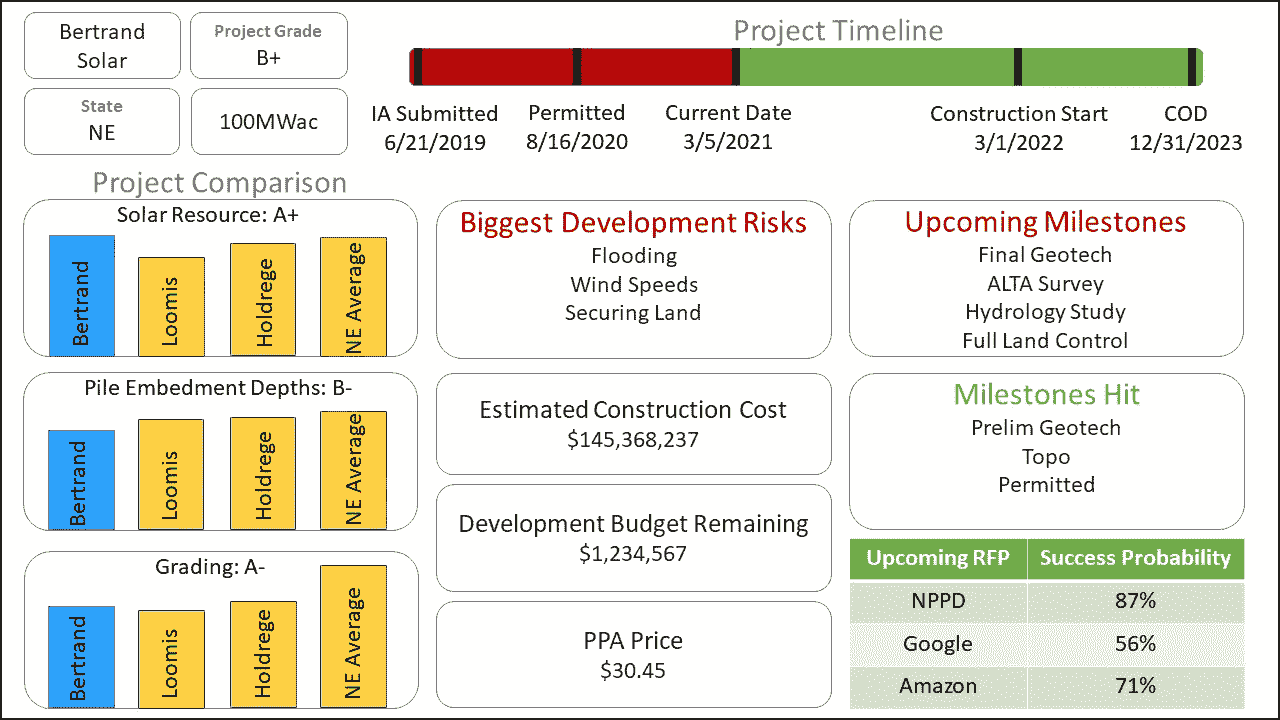 Bertrand
Solar
Project Grade
B+
State
NE
100MWac
Project Timeline
IA Submitted
6/21/2019
Permitted
8/16/2020
Current Date
3/5/2021
Construction Start
3/1/2022
COD
12/31/2023
Project Comparison
Solar Resource: A+
Bertrand
Loomis
Holdrege
NE Average
Pile Embedment Depths: B-
Bertrand
Loomis
Holdrege
NE Average
Grading: A-
Bertrand
Loomis
Holdrege
NE Average
Biggest Development Risks
Flooding
Wind Speeds
Securing Land
Estimated Construction Cost
$145,368,237
Development Budget Remaining
$1,234,567
PPA Price
$30.45
Upcoming Milestones
Final Geotech
ALTA Survey
Hydrology Study
Full Land Control
Milestones Hit
Prelim Geotech
Topo
Permitted
Upcoming RFP Success Probability
NPPD 87%
Google 56%
Amazon 71%